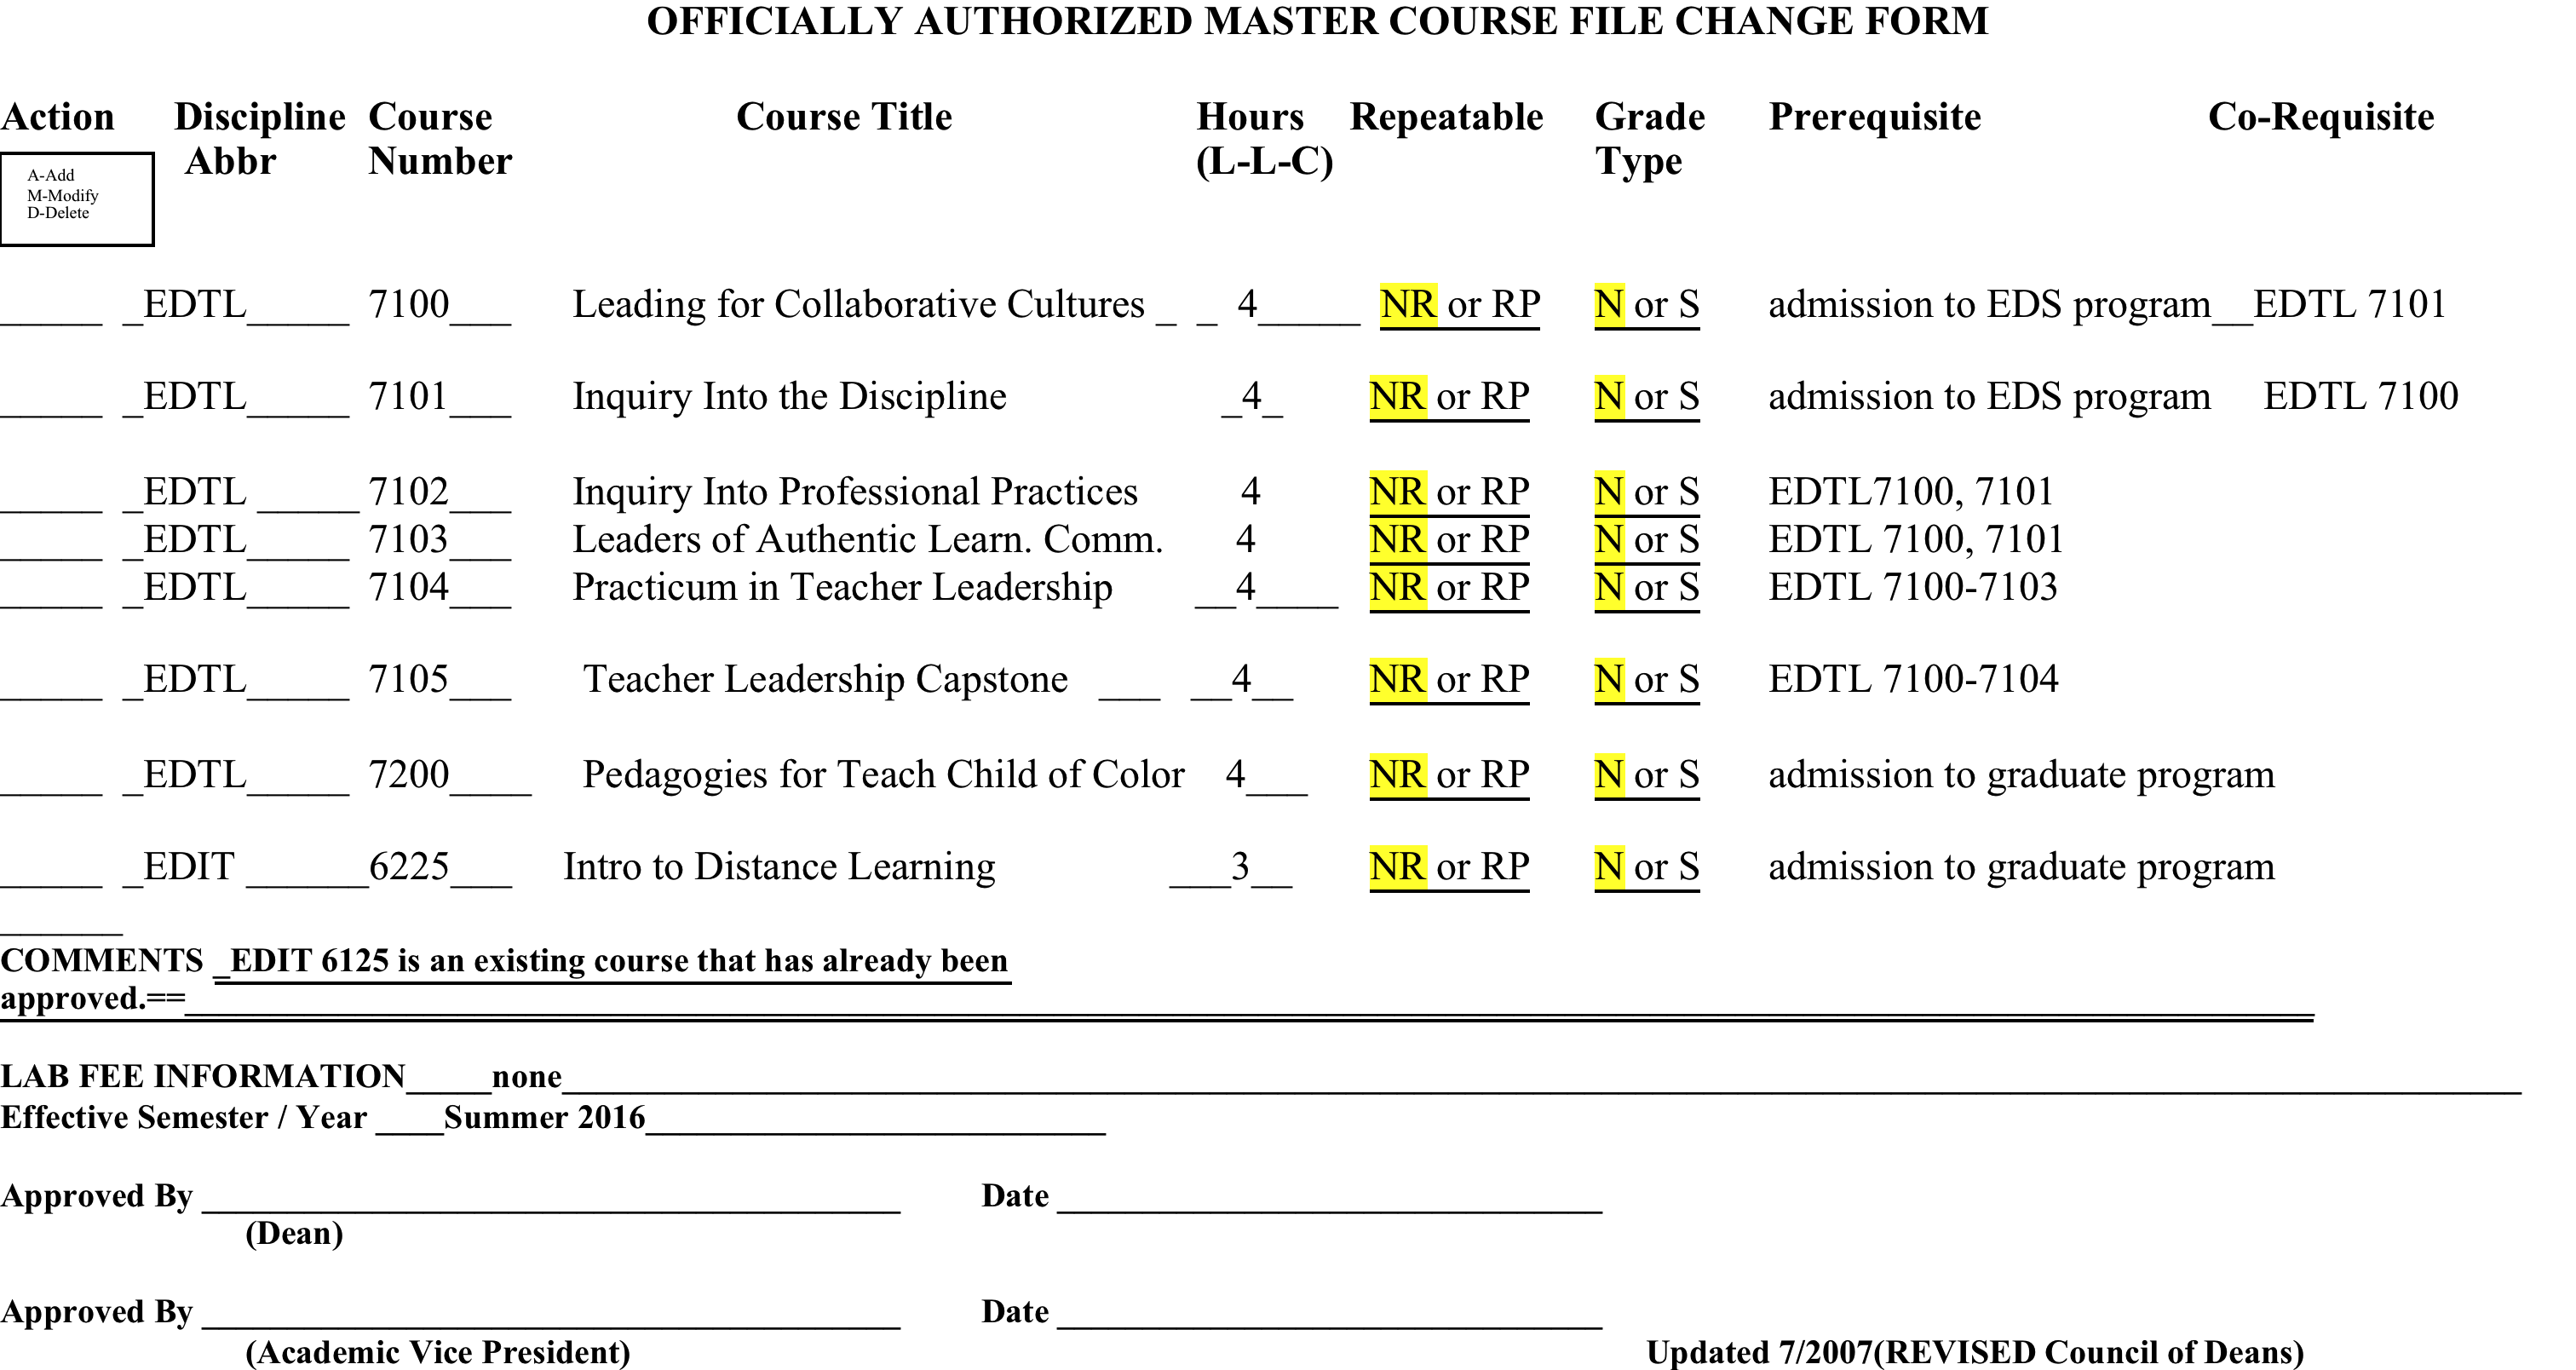 OFFICIALLY AUTHORIZED MASTER COURSE FILE CHANGE FORM
Action Discipline Course Course Title Hours Repeatable Grade Prerequisite Co-Requisite
Abbr Number (L-L-C) Type
A-Add
M-Modify
D-Delete
_____ _EDTL_____ 7100___ Leading for Collaborative Cultures _ _ 4_____ NR or RP N or S admission to EDS program__EDTL 7101
_____ _EDTL_____ 7101___ Inquiry Into the Discipline _4_ NR or RP N or S admission to EDS program EDTL 7100
_____ _EDTL _____7102___ Inquiry Into Professional Practices 4 NR or RP N or S EDTL7100, 7101
_____ _EDTL_____ 7103___ Leaders of Authentic Learn. Comm. 4 NR or RP N or S EDTL 7100, 7101
_____ _EDTL_____ 7104___ Practicum in Teacher Leadership __4____ NR or RP N or S EDTL 7100-7103
_____ _EDTL_____ 7105___ Teacher Leadership Capstone ___ __4__ NR or RP N or S EDTL 7100-7104
_____ _EDTL_____ 7200____ Pedagogies for Teach Child of Color 4___ NR or RP N or S admission to graduate program
_____ _EDIT ______6225___ Intro to Distance Learning ___3__ NR or RP N or S admission to graduate program
______
COMMENTS _EDIT 6125 is an existing course that has already been
approved.==______
LAB FEE INFORMATION_____none______
Effective Semester / Year ____Summer 2016______
Approved By ______ Date ______
(Dean)
Approved By ______ Date ______
(Academic Vice President) Updated 7/2007(REVISED Council of Deans)